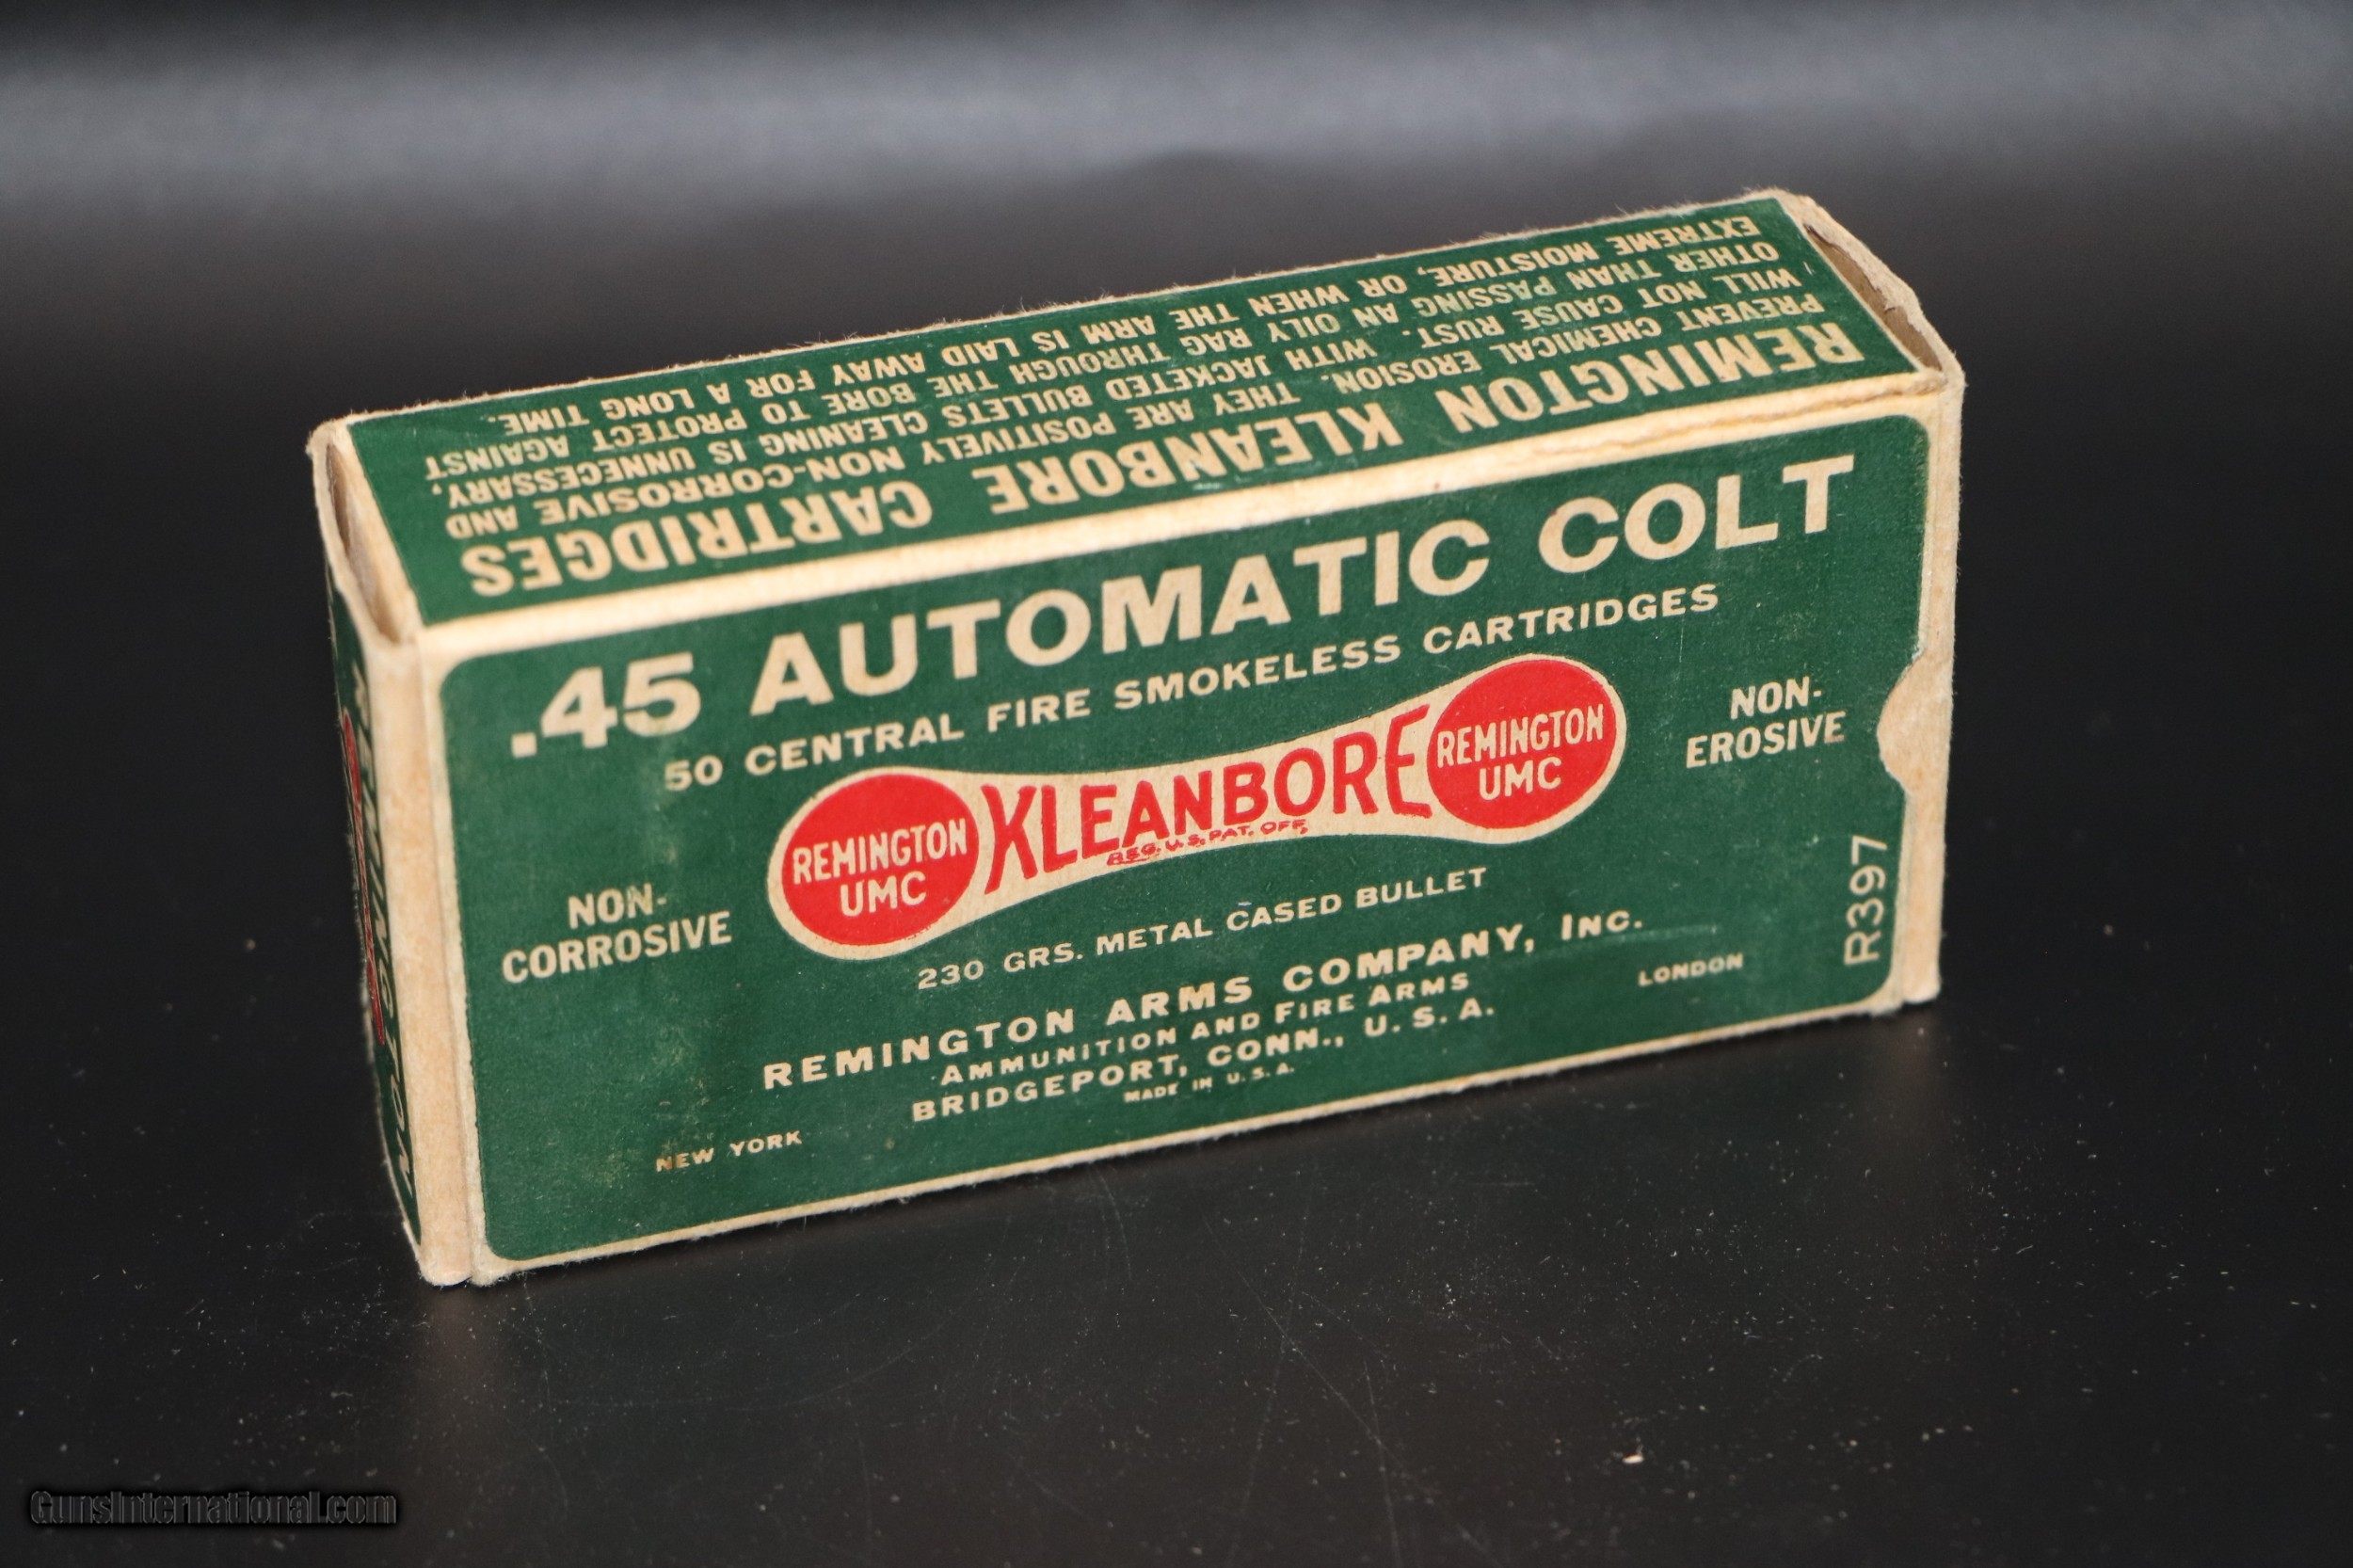 REMINGTON KLEANBORE CARTRIDGES
PREVENT CHEMICAL EROSION. THEY ARE POSITIVELY NON-CORROSIVE AND
WILL NOT CAUSE RUST. WITH JACKETED BULLETS CLEANING IS UNNECESSARY,
OTHER THAN PASSING AN OILY RAG THROUGH THE BORE TO PROTECT AGAINST
EXTREME MOISTURE, OR WHEN THE ARM IS LAID AWAY FOR A LONG TIME.
.45 AUTOMATIC COLT
50 CENTRAL FIRE SMOKELESS CARTRIDGES
REMINGTON
UMC
KLEANBORE
REG. U.S. PAT. OFF.
REMINGTON
UMC
NON-
CORROSIVE
NON-
EROSIVE
230 GRS. METAL CASED BULLET
REMINGTON ARMS COMPANY, INC.
AMMUNITION AND FIRE ARMS
BRIDGEPORT, CONN., U. S. A.
MADE IN U.S.A.
NEW YORK
LONDON
R397
GunsInternational.com